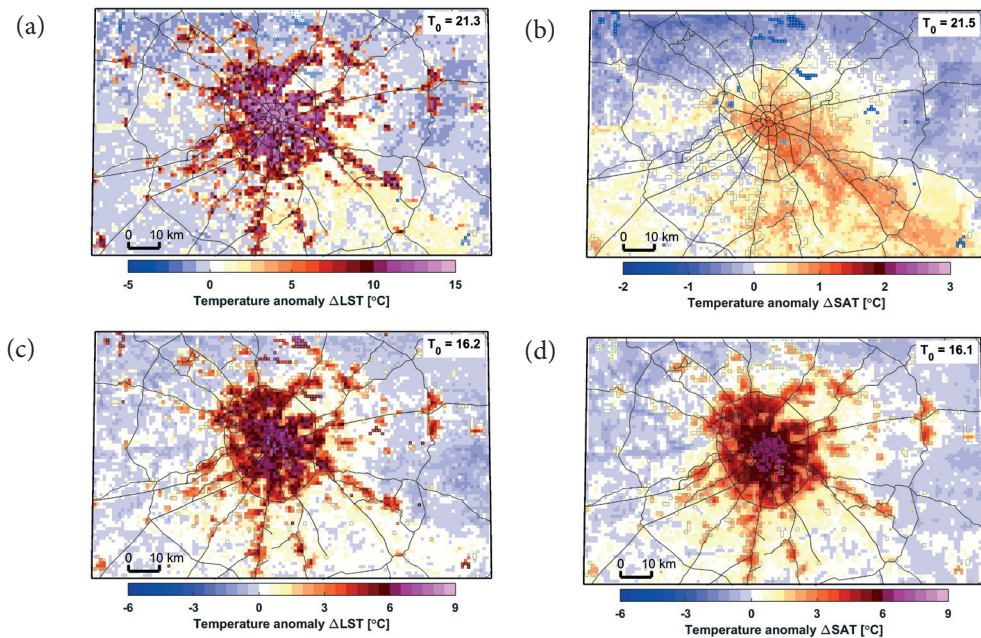 (a)
T0 = 21.3
0 10 km
-5 0 5 10 15
Temperature anomaly ΔLST [°C]
(b)
T0 = 21.5
0 10 km
-2 -1 0 1 2 3
Temperature anomaly ΔSAT [°C]
(c)
T0 = 16.2
0 10 km
-6 -3 0 3 6 9
Temperature anomaly ΔLST [°C]
(d)
T0 = 16.1
0 10 km
-6 -3 0 3 6 9
Temperature anomaly ΔSAT [°C]